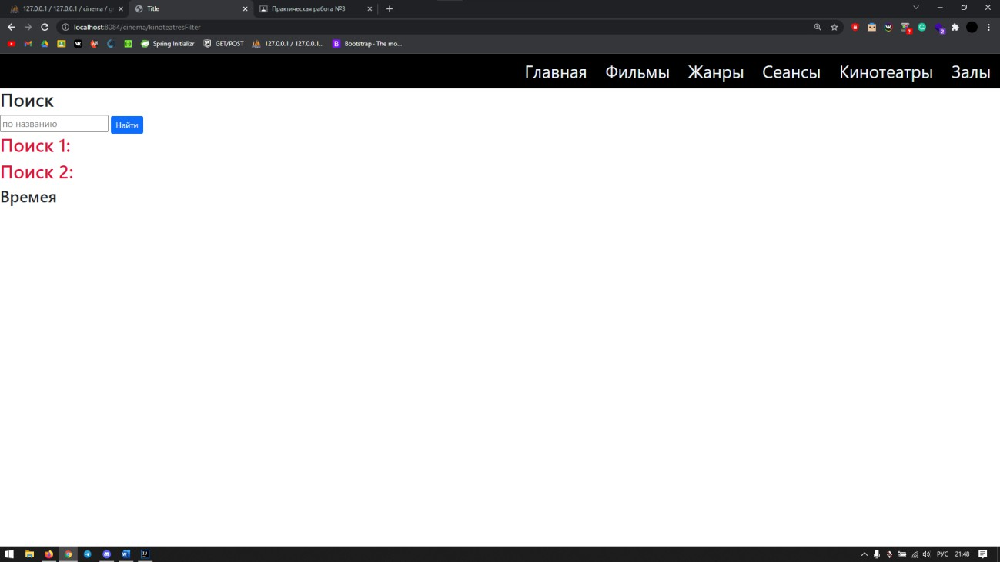 127.0.0.1 / 127.0.0.1 / cinema / g
Title
Практическая работа №3
localhost:8084/cinema/kinoteatresFilter
Spring Initializr
GET/POST
127.0.0.1 / 127.0.0.1...
Bootstrap - The mo...
Главная Фильмы Жанры Сеансы Кинотеатры Залы
Поиск
по названию Найти
Поиск 1:
Поиск 2:
Времея
РУС 21:48